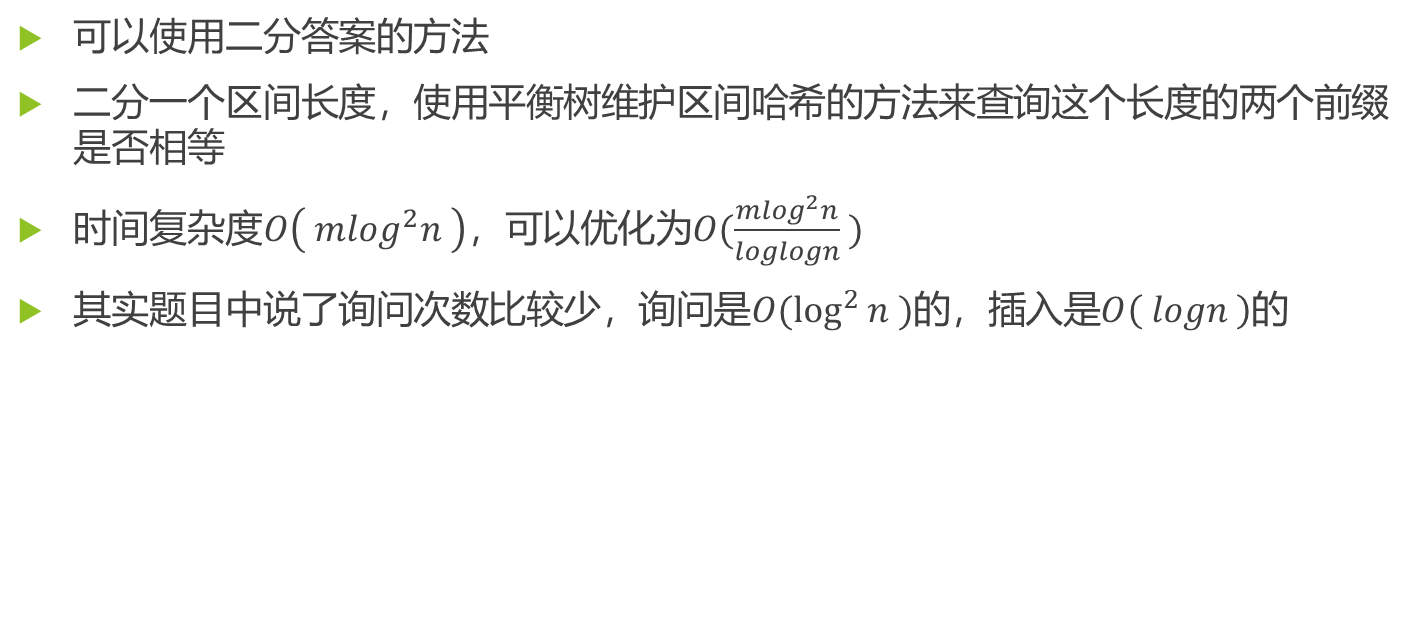 可以使用二分答案的方法
二分一个区间长度，使用平衡树维护区间哈希的方法来查询这个长度的两个前缀
是否相等
时间复杂度𝑂(𝑚𝑙𝑜𝑔²𝑛)，可以优化为𝑂(𝑚𝑙𝑜𝑔²𝑛/𝑙𝑜𝑔𝑙𝑜𝑔𝑛)
其实题目中说了询问次数比较少，询问是𝑂(log²𝑛)的，插入是𝑂(𝑙𝑜𝑔𝑛)的